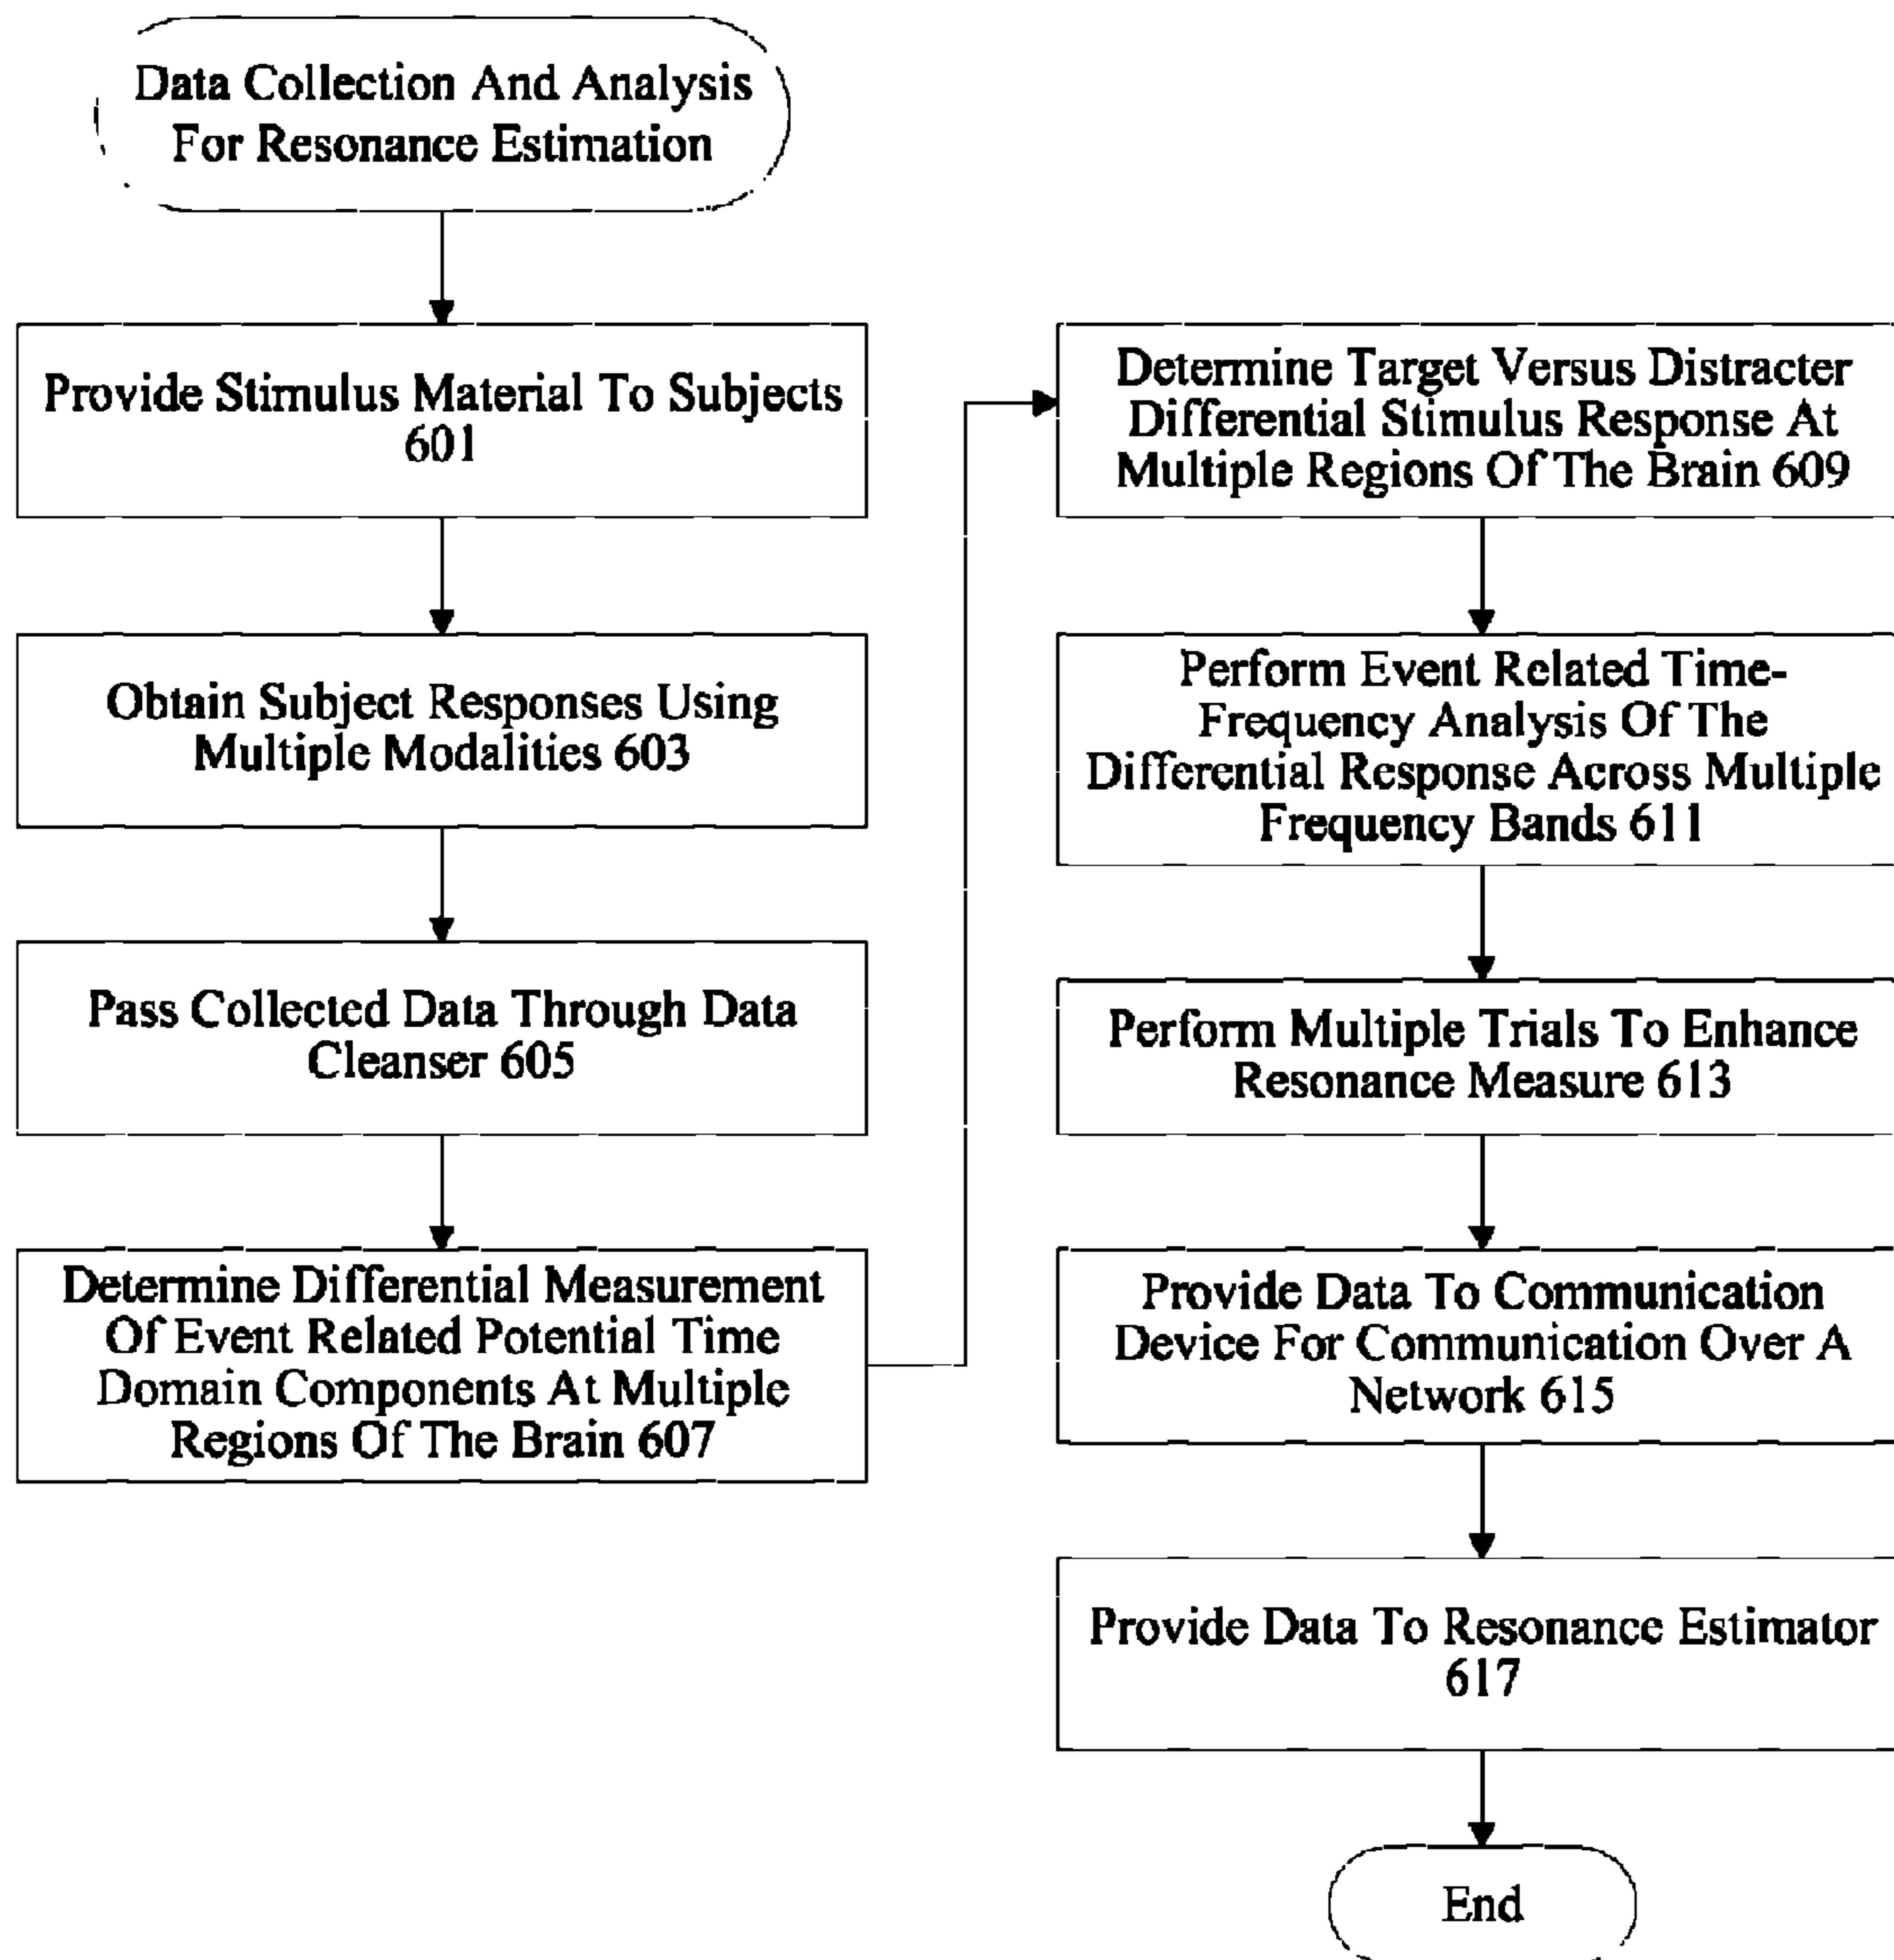 Data Collection And Analysis
For Resonance Estimation
Provide Stimulus Material To Subjects
601
Obtain Subject Responses Using
Multiple Modalities 603
Pass Collected Data Through Data
Cleanser 605
Determine Differential Measurement
Of Event Related Potential Time
Domain Components At Multiple
Regions Of The Brain 607
Determine Target Versus Distracter
Differential Stimulus Response At
Multiple Regions Of The Brain 609
Perform Event Related Time-
Frequency Analysis Of The
Differential Response Across Multiple
Frequency Bands 611
Perform Multiple Trials To Enhance
Resonance Measure 613
Provide Data To Communication
Device For Communication Over A
Network 615
Provide Data To Resonance Estimator
617
End